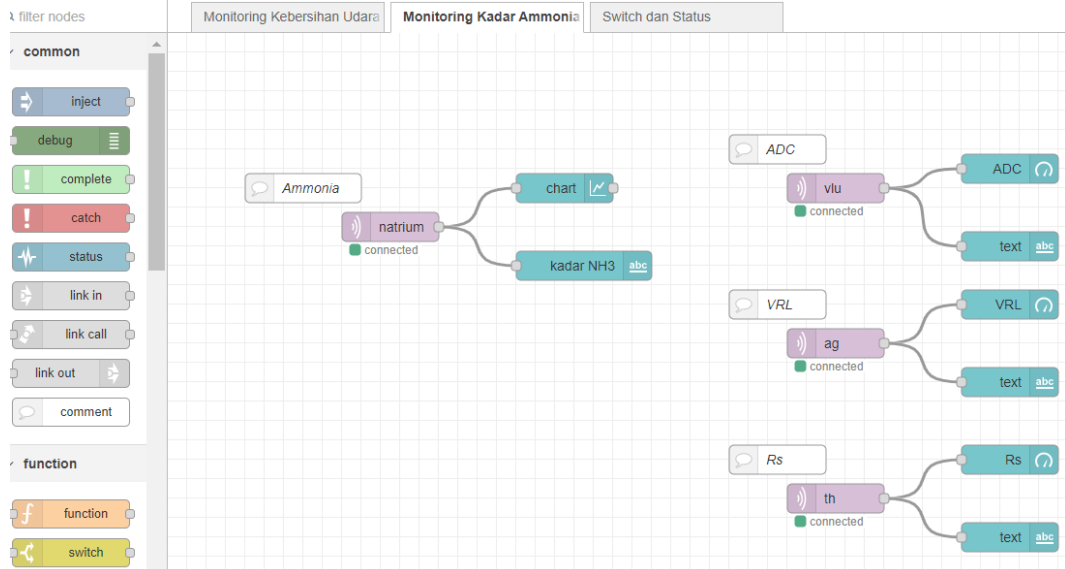 filter nodes
Monitoring Kebersihan Udara
Monitoring Kadar Ammonia
Switch dan Status
common
inject
debug
complete
catch
status
link in
link call
link out
comment
function
function
switch
Ammonia
natrium
connected
chart
kadar NH3
abc
ADC
vlu
connected
ADC
text
abc
VRL
ag
connected
VRL
text
abc
Rs
th
connected
Rs
text
abc